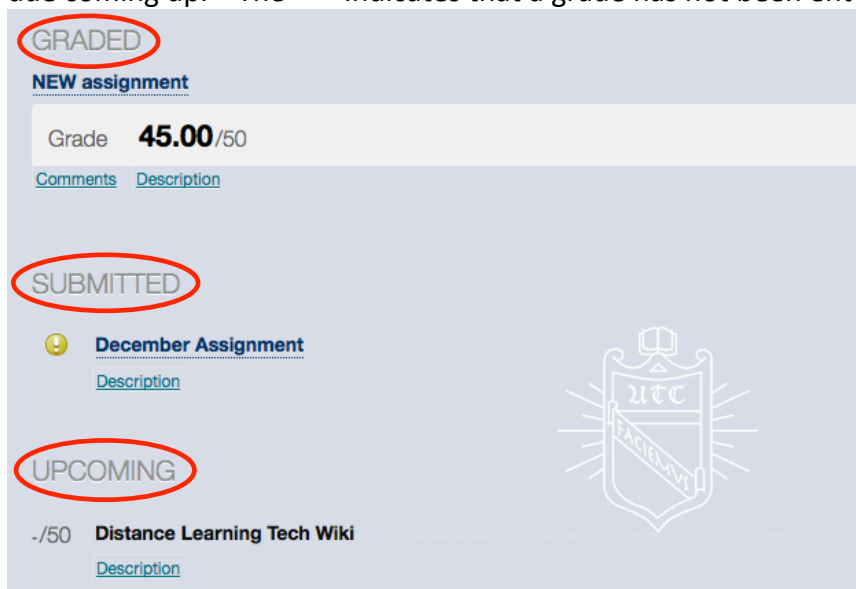 GRADED
NEW assignment
Grade 45.00/50
Comments Description
SUBMITTED
December Assignment
Description
UTC
FACIEMUS
UPCOMING
-/50 Distance Learning Tech Wiki
Description